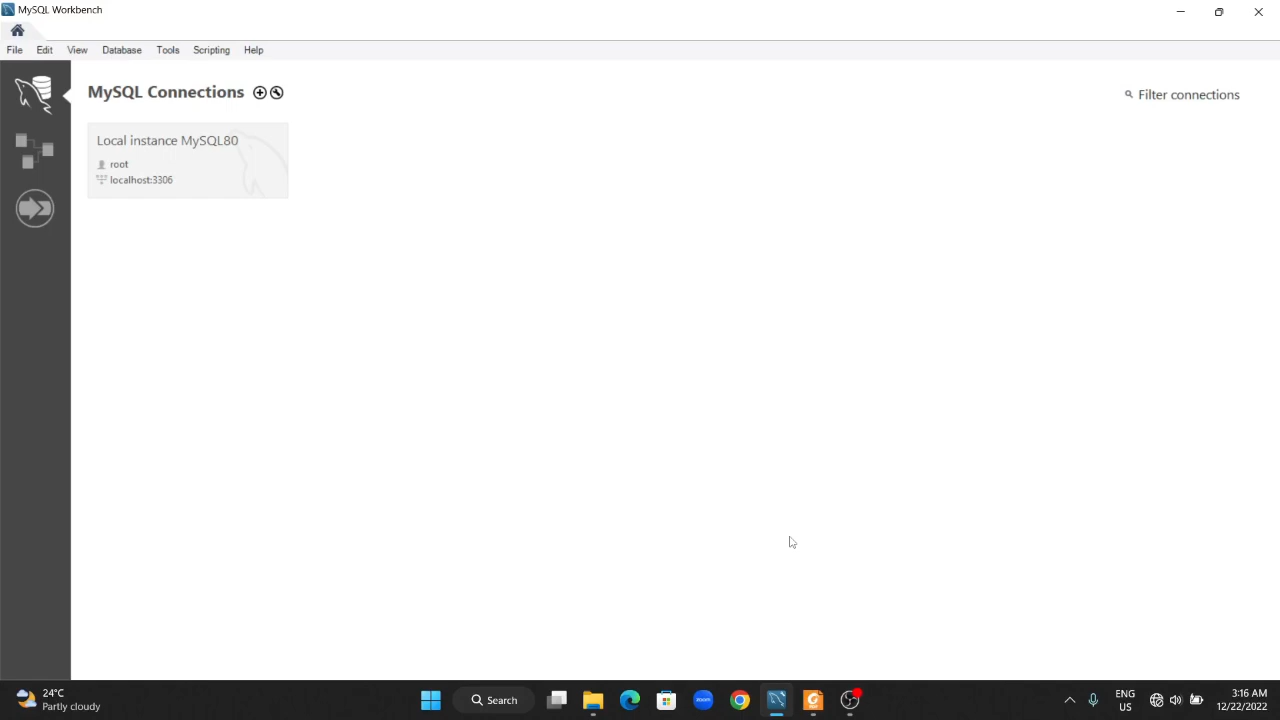 MySQL Workbench
File Edit View Database Tools Scripting Help
MySQL Connections
Filter connections
Local instance MySQL80
root
localhost:3306
24°C
Partly cloudy
Search
zoom
ENG
US
3:16 AM
12/22/2022